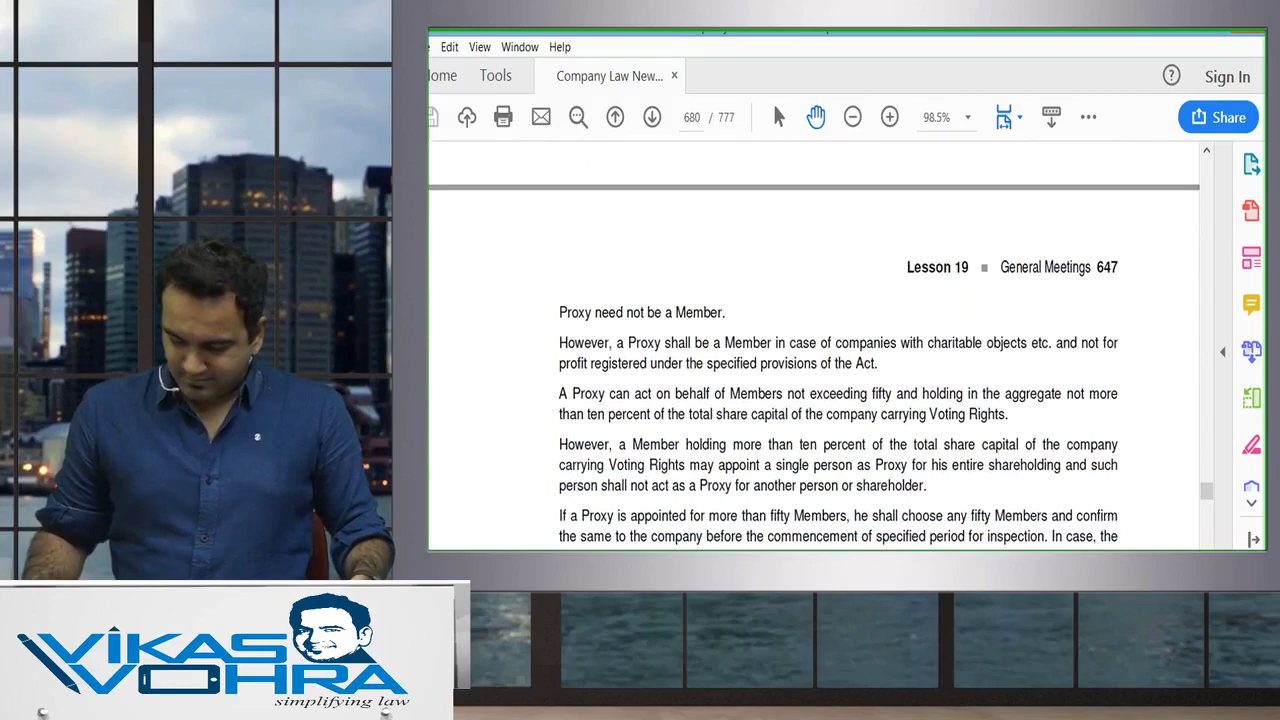 Edit View Window Help
ome Tools Company Law New... × Sign In
680 / 777 98.5% Share
Lesson 19 ■ General Meetings 647
Proxy need not be a Member.
However, a Proxy shall be a Member in case of companies with charitable objects etc. and not for
profit registered under the specified provisions of the Act.
A Proxy can act on behalf of Members not exceeding fifty and holding in the aggregate not more
than ten percent of the total share capital of the company carrying Voting Rights.
However, a Member holding more than ten percent of the total share capital of the company
carrying Voting Rights may appoint a single person as Proxy for his entire shareholding and such
person shall not act as a Proxy for another person or shareholder.
If a Proxy is appointed for more than fifty Members, he shall choose any fifty Members and confirm
the same to the company before the commencement of specified period for inspection. In case, the
ViKAS
VOHRA
simplifying law